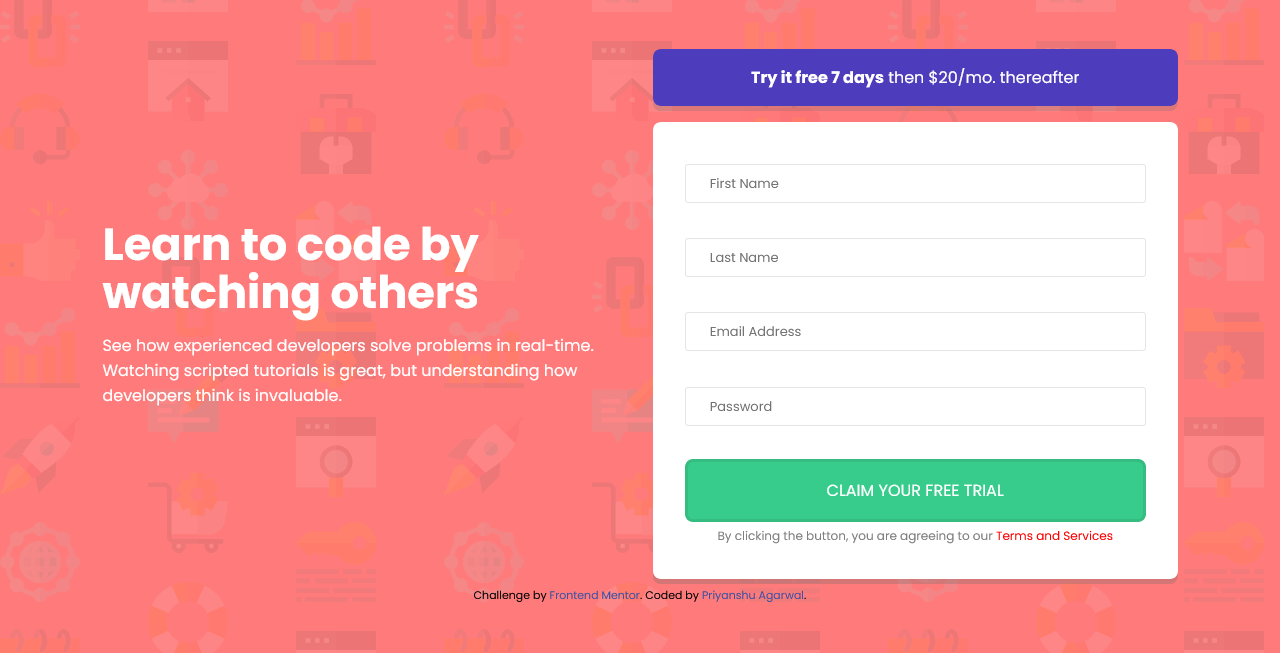 Try it free 7 days then $20/mo. thereafter
Learn to code by
watching others
See how experienced developers solve problems in real-time.
Watching scripted tutorials is great, but understanding how
developers think is invaluable.
First Name
Last Name
Email Address
Password
CLAIM YOUR FREE TRIAL
By clicking the button, you are agreeing to our Terms and Services
Challenge by Frontend Mentor. Coded by Priyanshu Agarwal.